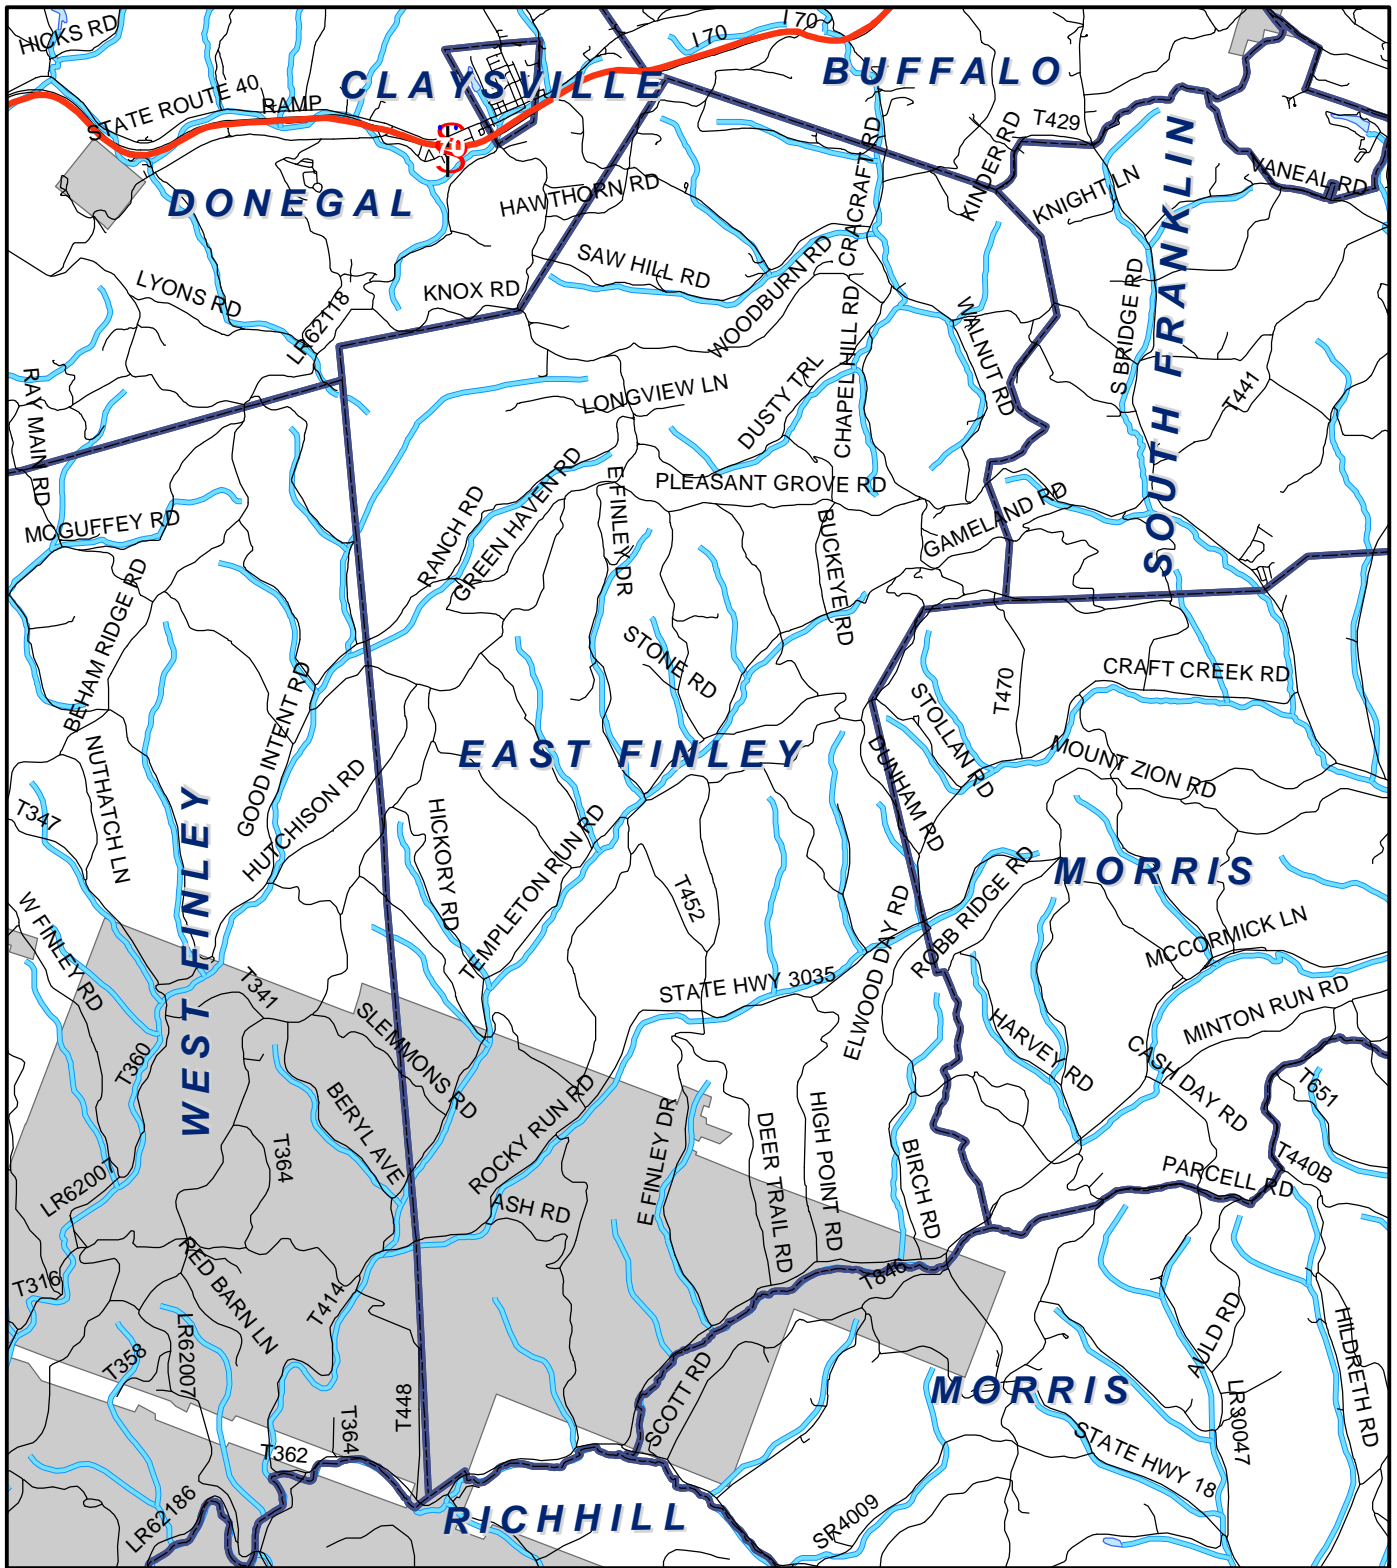 HICKS RD
I 70
I 70
BUFFALO
CLAYSVILLE
STATE ROUTE 40
RAMP
70
T429
KINDER RD
CRACRAFT RD
VANEAL RD
KNIGHT LN
HAWTHORN RD
DONEGAL
SOUTH FRANKLIN
SAW HILL RD
WOODBURN RD
LYONS RD
KNOX RD
LR62118
CHAPEL HILL RD
WALNUT RD
S BRIDGE RD
RAY MAIN RD
LONGVIEW LN
DUSTY TRL
T441
PLEASANT GROVE RD
GAMELAND RD
MCGUFFEY RD
RANCH RD
GREEN HAVEN RD
E FINLEY DR
BUCKEYE RD
BEHAM RIDGE RD
STONE RD
GOOD INTENT RD
CRAFT CREEK RD
T470
STOLLAN RD
EAST FINLEY
DUNHAM RD
MOUNT ZION RD
NUTHATCH LN
T347
HUTCHISON RD
HICKORY RD
TEMPLETON RUN RD
WEST FINLEY
MORRIS
T452
ELWOOD DAY RD
ROBB RIDGE RD
W FINLEY RD
MCCORMICK LN
T341
STATE HWY 3035
SLEMMONS RD
MINTON RUN RD
HARVEY RD
T360
CASH DAY RD
T651
BERYL AVE
ROCKY RUN RD
E FINLEY DR
DEER TRAIL RD
HIGH POINT RD
BIRCH RD
T364
T440B
PARCELL RD
LR62007
ASH RD
RED BARN LN
T316
T846
T414
T358
LR62007
AULD RD
HILDRETH RD
SCOTT RD
MORRIS
LR30047
T448
T364
STATE HWY 18
T362
LR62186
RICHHILL
SR4009